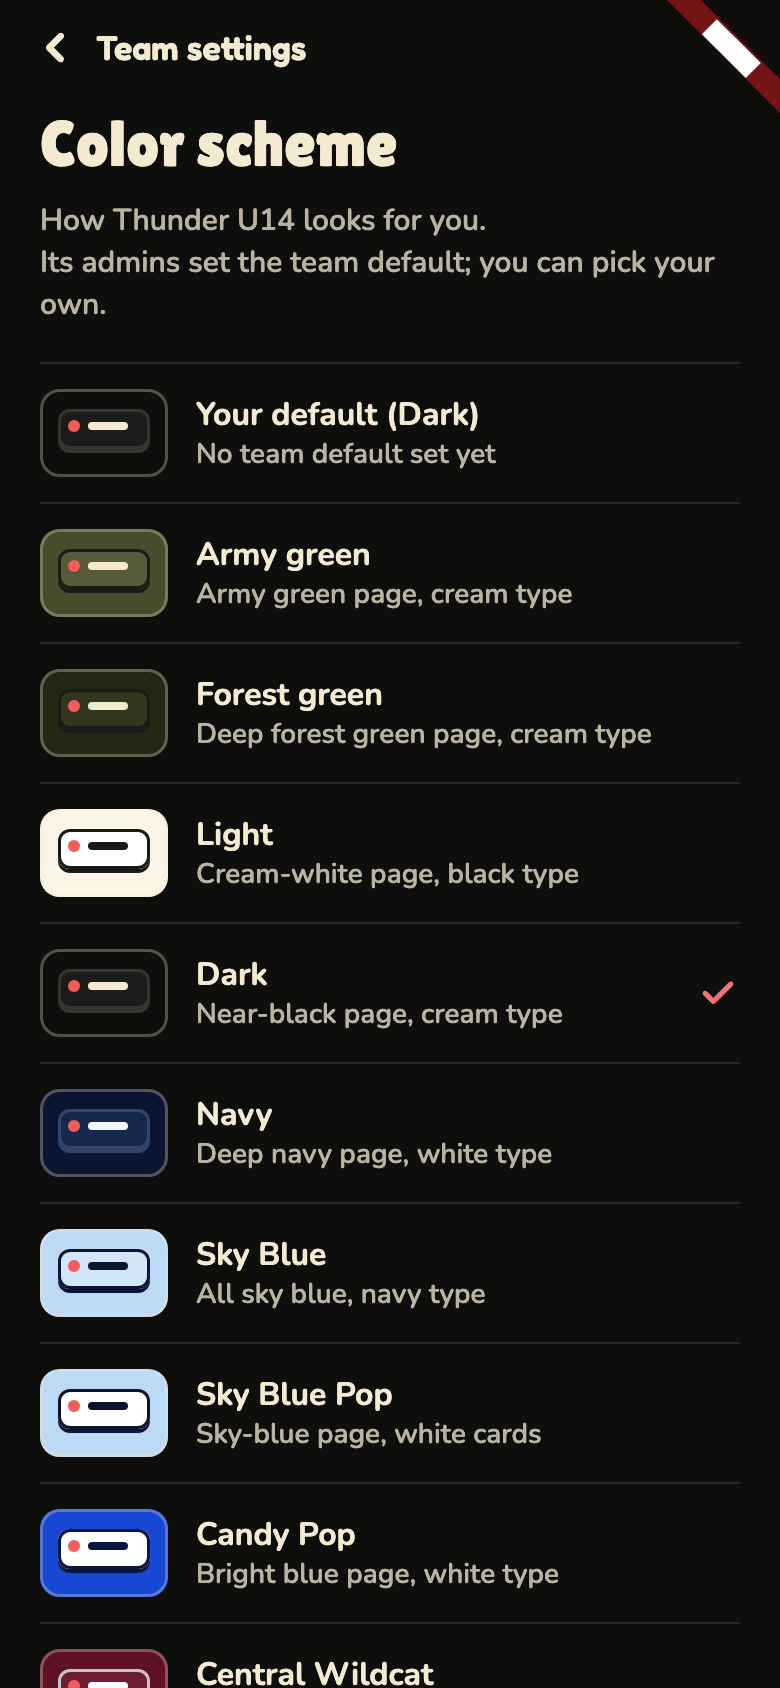 Team settings
Color scheme
How Thunder U14 looks for you.
Its admins set the team default; you can pick your
own.
Your default (Dark)
No team default set yet
Army green
Army green page, cream type
Forest green
Deep forest green page, cream type
Light
Cream-white page, black type
Dark
Near-black page, cream type
Navy
Deep navy page, white type
Sky Blue
All sky blue, navy type
Sky Blue Pop
Sky-blue page, white cards
Candy Pop
Bright blue page, white type
Central Wildcat